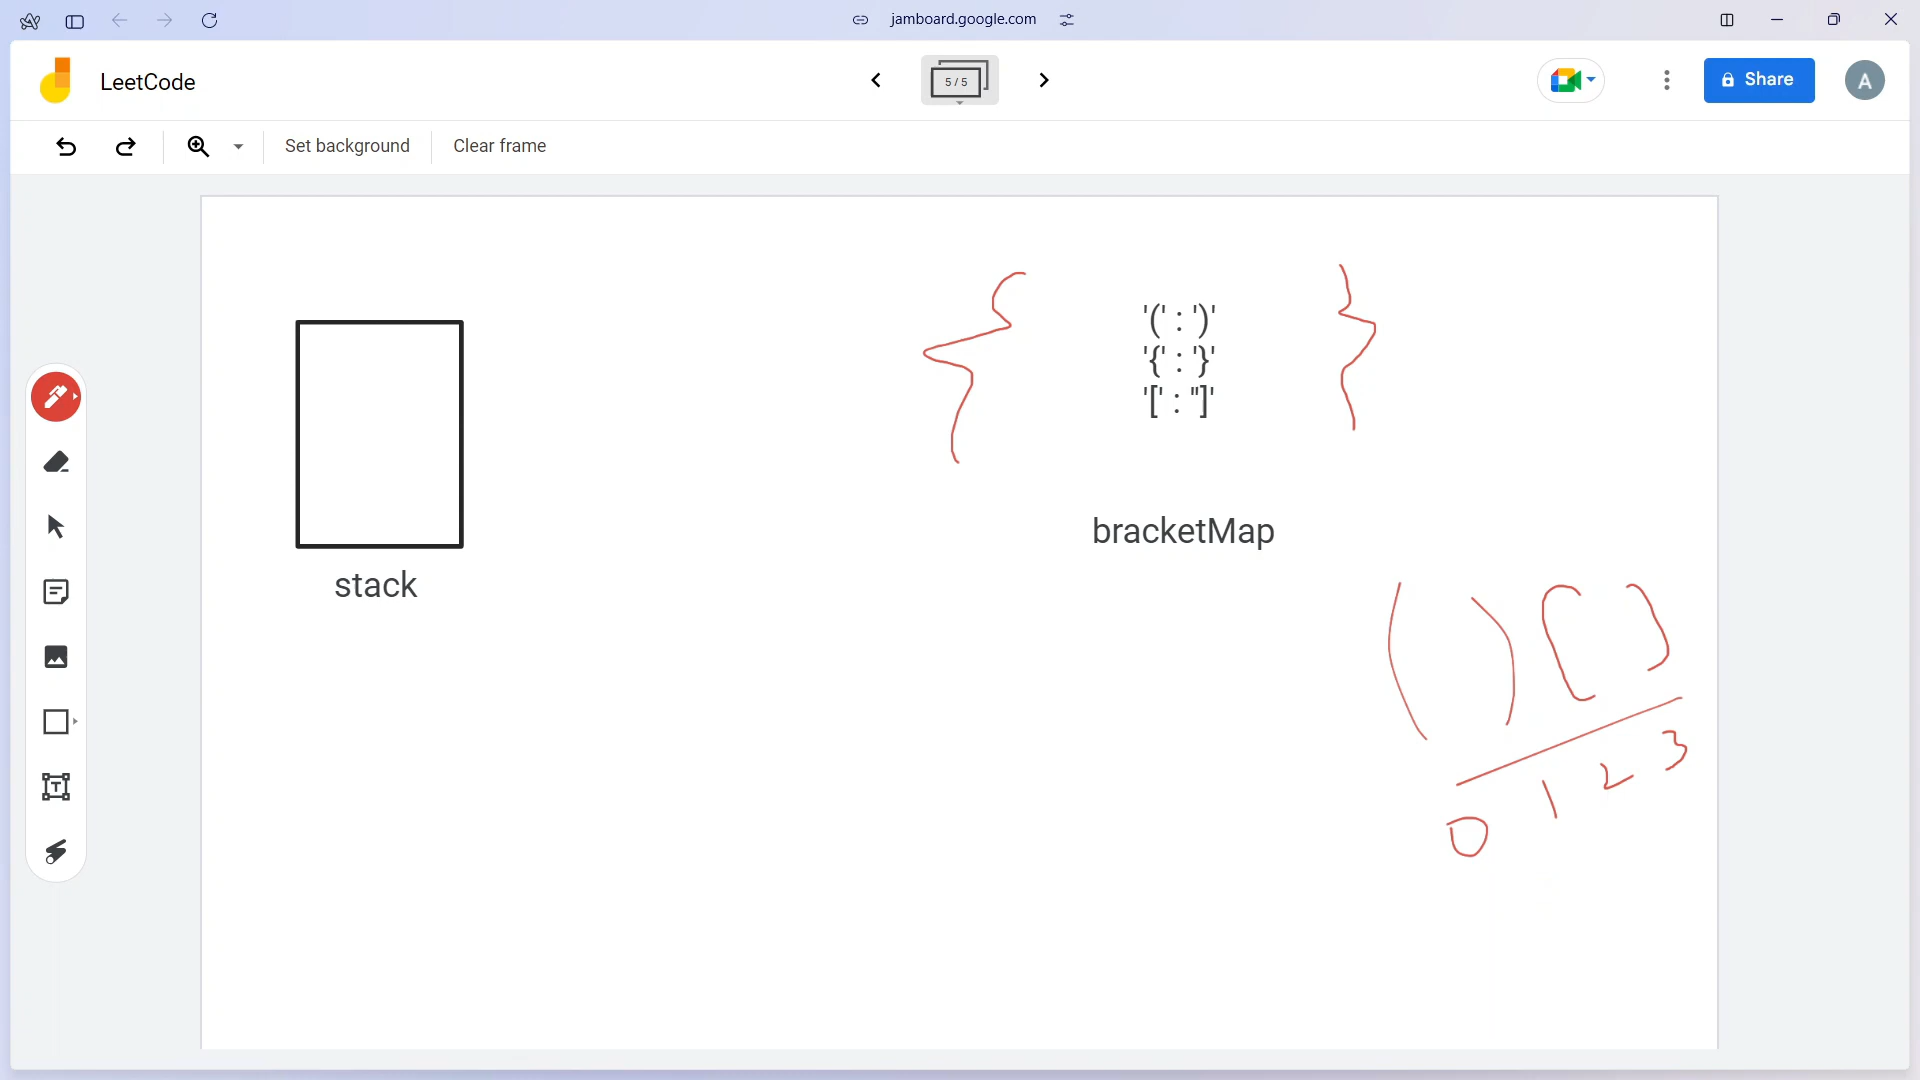 jamboard.google.com
LeetCode
5 / 5
Share
A
Set background
Clear frame
'(' : ')'
'{' : '}'
'[' : "]'
bracketMap
stack
( ) [ ]
0 1 2 3
T